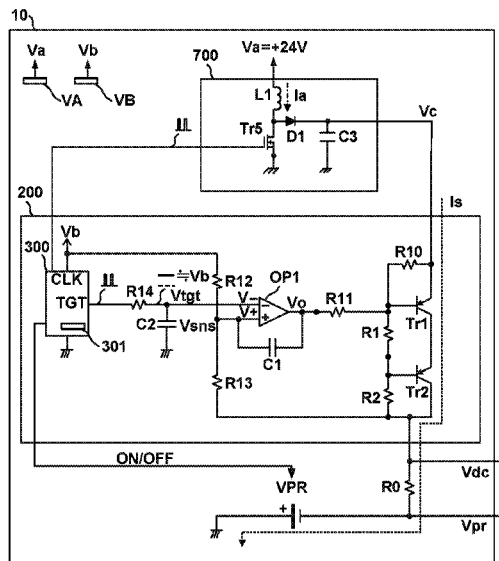 10
Va
Vb
VA
VB
Va=+24V
700
L1
Ia
Vc
Tr5
D1
C3
Is
200
300
Vb
CLK
TGT
301
R14
≒Vb
Vtgt
C2
Vsns
R12
R13
OP1
V-
V+
Vo
C1
R11
R10
R1
Tr1
R2
Tr2
ON/OFF
VPR
+
R0
Vdc
Vpr